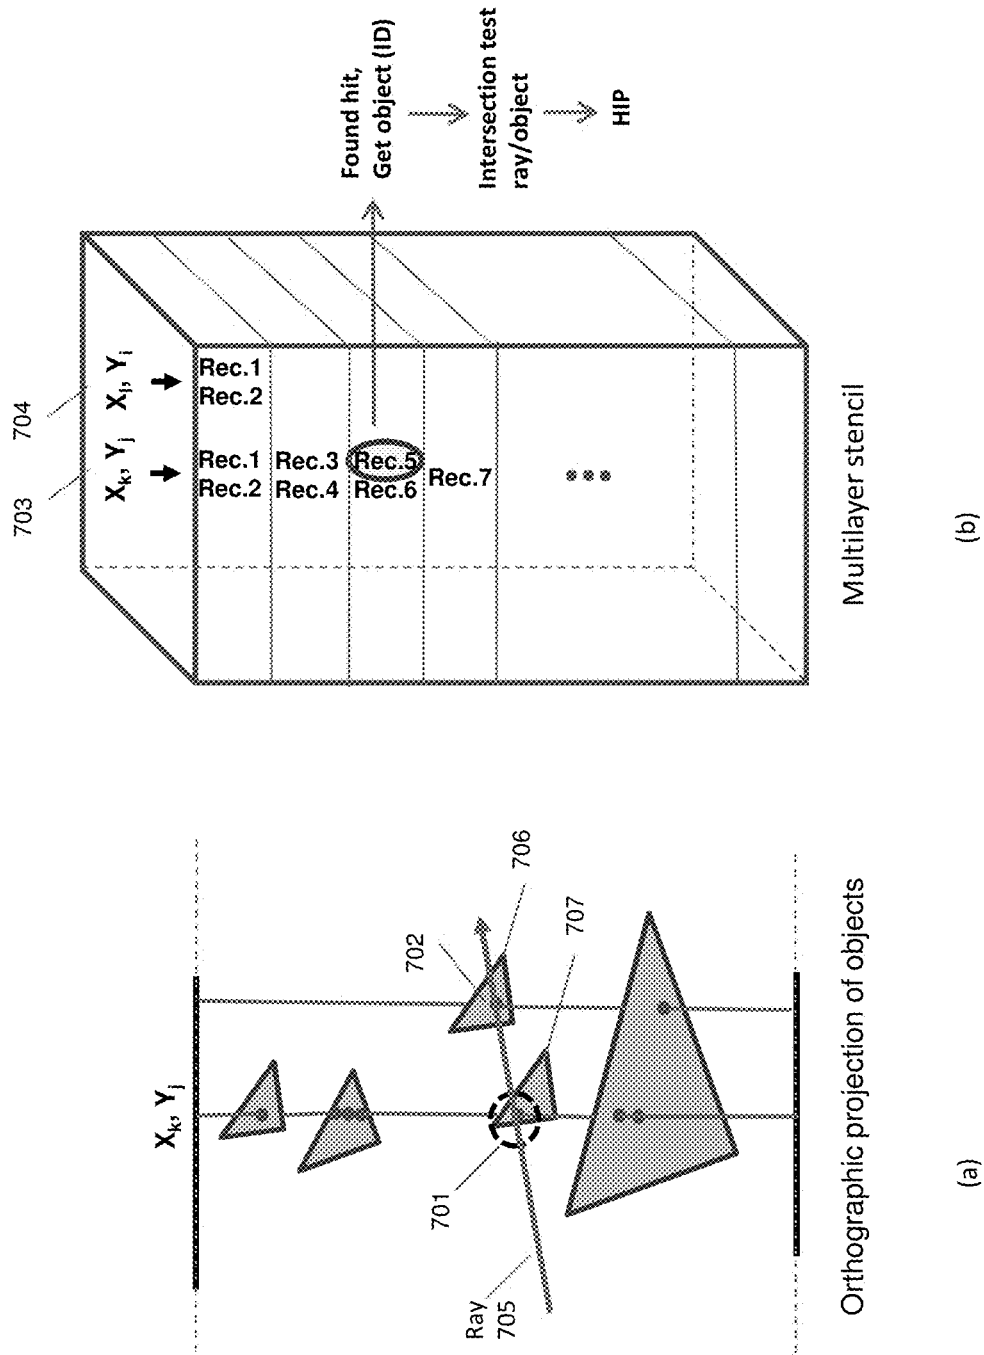 X_k, Y_j
702
706
707
701
Ray
705
Orthographic projection of objects
(a)
703
704
X_k, Y_j X_j, Y_i
Rec.1 Rec.1
Rec.2 Rec.2
Rec.3
Rec.4
Rec.5
Rec.6
Rec.7
Found hit,
Get object (ID)
Intersection test
ray/object
HIP
Multilayer stencil
(b)